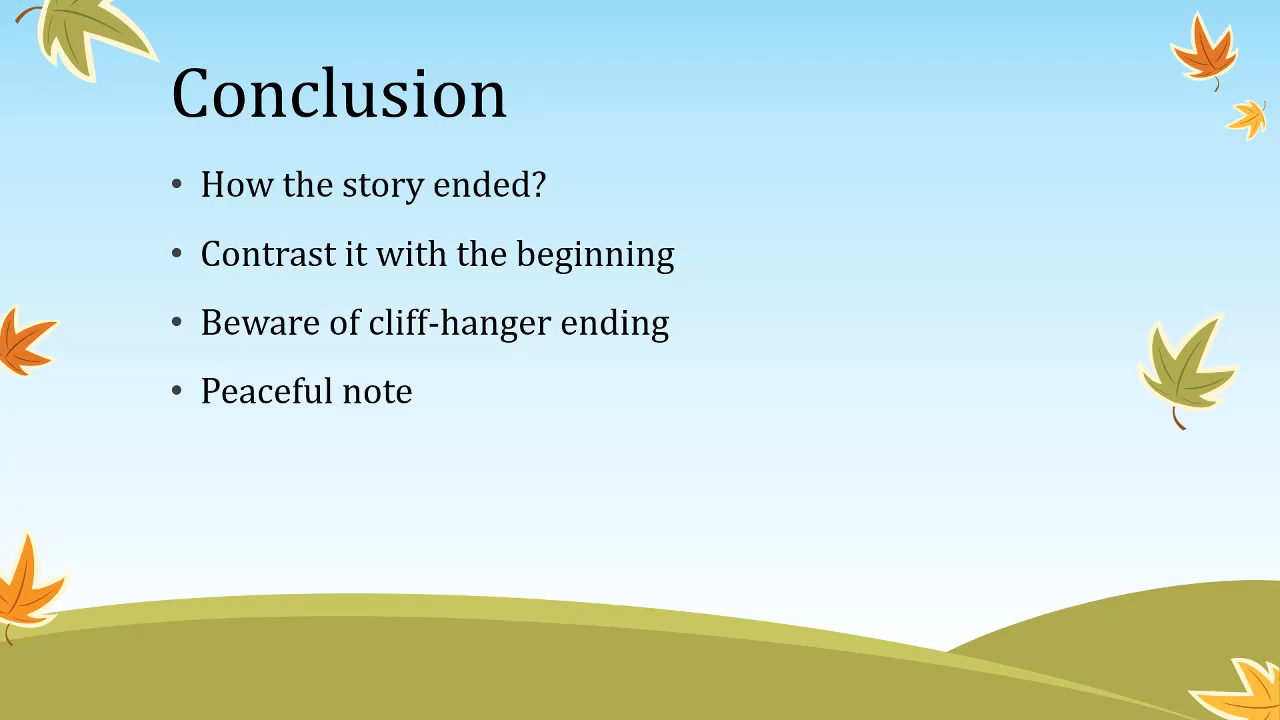 Conclusion
• How the story ended?
• Contrast it with the beginning
• Beware of cliff-hanger ending
• Peaceful note